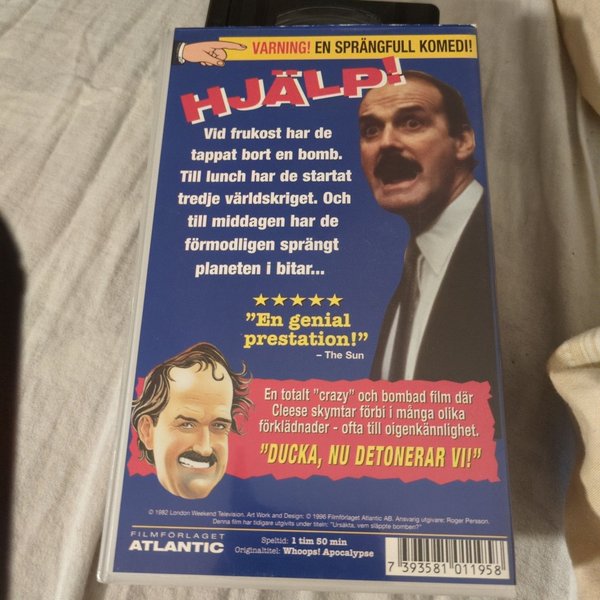 VARNING! EN SPRÄNGFULL KOMEDI!
HJÄLP!
Vid frukost har de
tappat bort en bomb.
Till lunch har de startat
tredje världskriget. Och
till middagen har de
förmodligen sprängt
planeten i bitar...
"En genial
prestation!"
– The Sun
En totalt "crazy" och bombad film där
Cleese skymtar förbi i många olika
förklädnader - ofta till oigenkännlighet.
"DUCKA, NU DETONERAR VI!"
© 1982 London Weekend Television. Art Work and Design: © 1996 Filmförlaget Atlantic AB. Ansvarig utgivare: Roger Persson.
Denna film har tidigare utgivits under titeln: "Ursäkta, vem släppte bomben?"
FILMFÖRLAGET
ATLANTIC
Speltid: 1 tim 50 min
Originaltitel: Whoops! Apocalypse
7 393581 011958